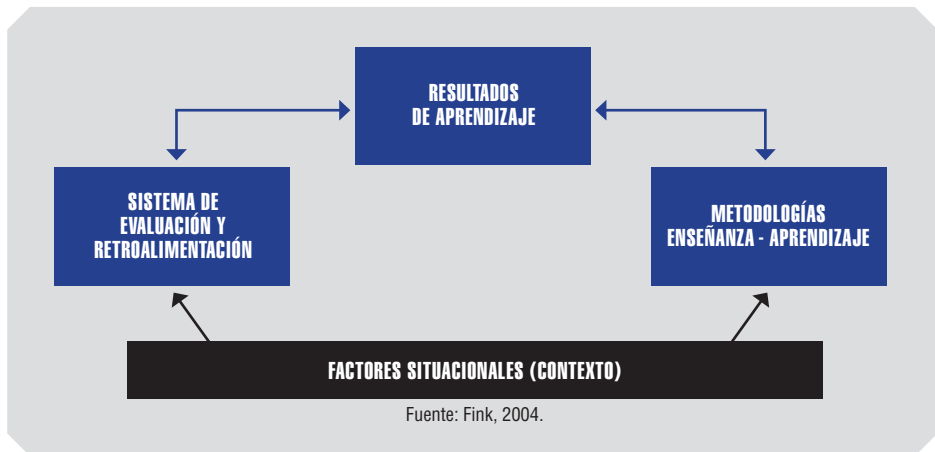 RESULTADOS
DE APRENDIZAJE
SISTEMA DE
EVALUACIÓN Y
RETROALIMENTACIÓN
METODOLOGÍAS
ENSEÑANZA - APRENDIZAJE
FACTORES SITUACIONALES (CONTEXTO)
Fuente: Fink, 2004.